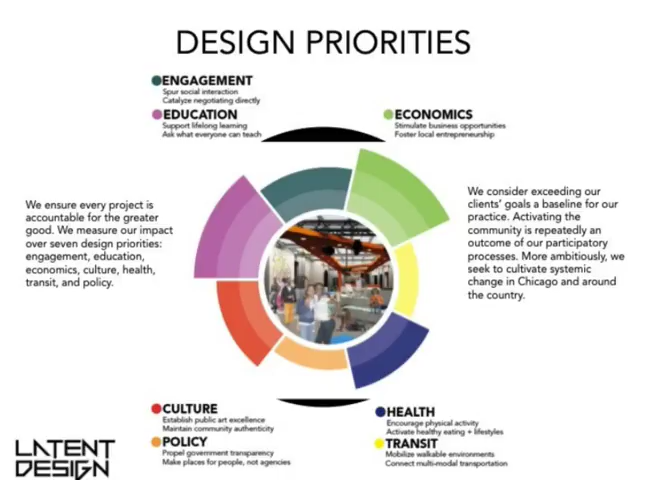 DESIGN PRIORITIES
ENGAGEMENT
Spur social interaction
Catalyze negotiating directly
EDUCATION
Support lifelong learning
Ask what everyone can teach
ECONOMICS
Stimulate business opportunities
Foster local entrepreneurship
We ensure every project is
accountable for the greater
good. We measure our impact
over seven design priorities:
engagement, education,
economics, culture, health,
transit, and policy.
We consider exceeding our
clients' goals a baseline for our
practice. Activating the
community is repeatedly an
outcome of our participatory
processes. More ambitiously, we
seek to cultivate systemic
change in Chicago and around
the country.
CULTURE
Establish public art excellence
Maintain community authenticity
POLICY
Propel government transparency
Make places for people, not agencies
HEALTH
Encourage physical activity
Activate healthy eating + lifestyles
TRANSIT
Mobilize walkable environments
Connect multi-modal transportation
LATENT
DESIGN